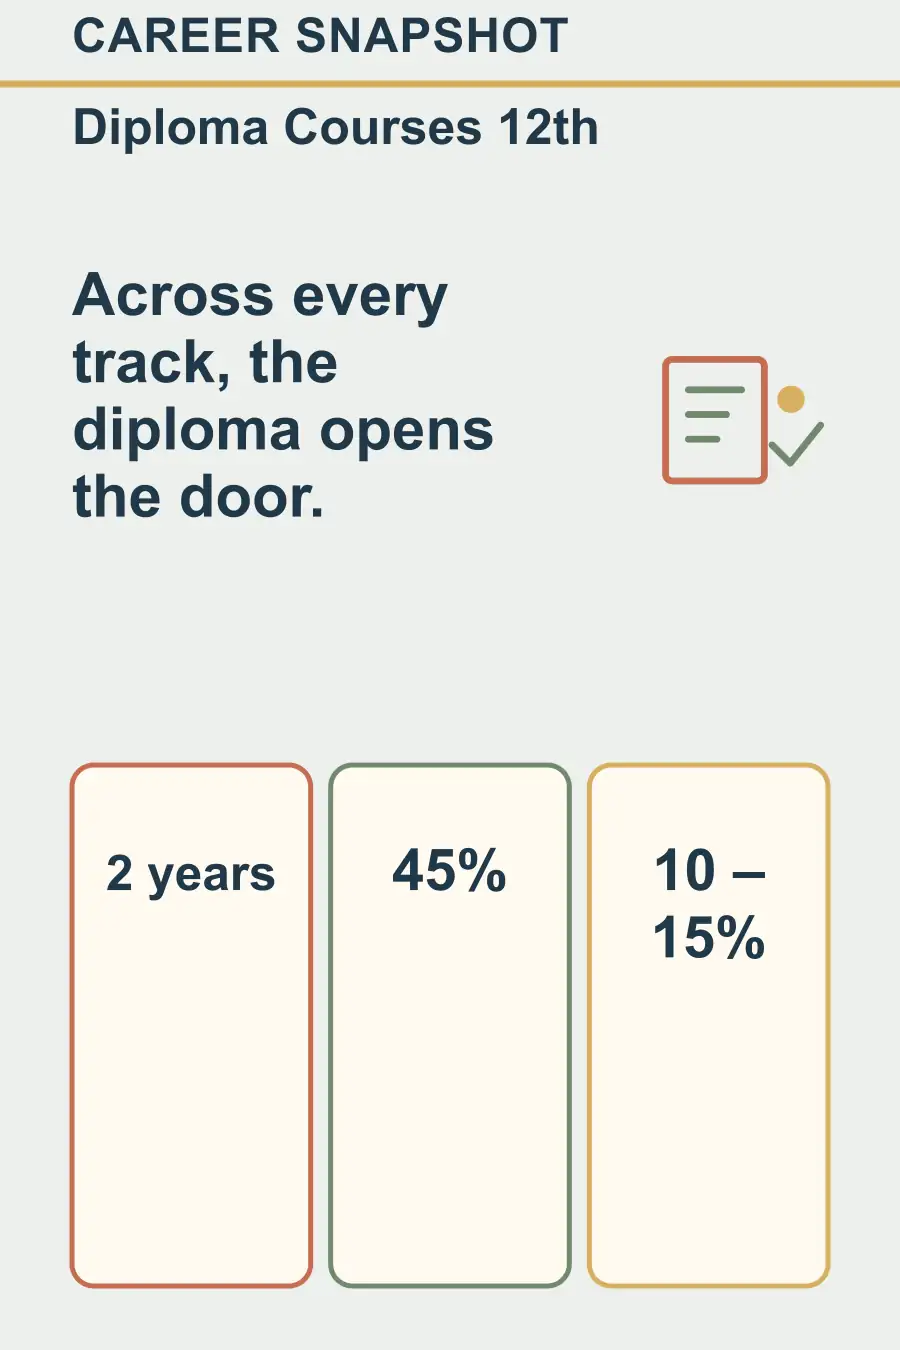 CAREER SNAPSHOT
Diploma Courses 12th
Across every
track, the
diploma opens
the door.
2 years
45%
10 –
15%